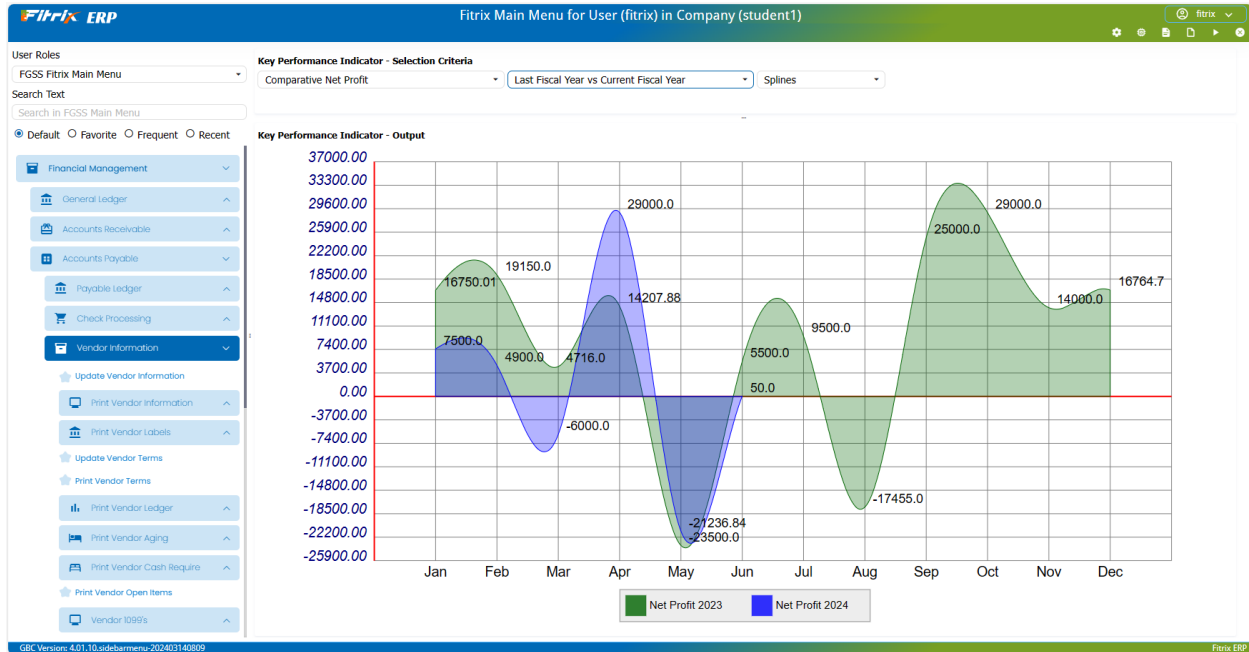 Fitrix ERP
Fitrix Main Menu for User (fitrix) in Company (student1)
fitrix
User Roles
FGSS Fitrix Main Menu
Search Text
Search in FGSS Main Menu
Default Favorite Frequent Recent
Financial Management
General Ledger
Accounts Receivable
Accounts Payable
Payable Ledger
Check Processing
Vendor Information
Update Vendor Information
Print Vendor Information
Print Vendor Labels
Update Vendor Terms
Print Vendor Terms
Print Vendor Ledger
Print Vendor Aging
Print Vendor Cash Require
Print Vendor Open Items
Vendor 1099's
Key Performance Indicator - Selection Criteria
Comparative Net Profit
Last Fiscal Year vs Current Fiscal Year
Splines
Key Performance Indicator - Output
37000.00
33300.00
29600.00
25900.00
22200.00
18500.00
14800.00
11100.00
7400.00
3700.00
0.00
-3700.00
-7400.00
-11100.00
-14800.00
-18500.00
-22200.00
-25900.00
16750.01
19150.0
4716.0
14207.88
-21236.84
5500.0
9500.0
-17455.0
25000.0
29000.0
14000.0
16764.7
7500.0
4900.0
-6000.0
29000.0
-23500.0
50.0
Jan Feb Mar Apr May Jun Jul Aug Sep Oct Nov Dec
Net Profit 2023
Net Profit 2024
GBC Version: 4.01.10.sidebarmenu-202403140809
Fitrix ERP